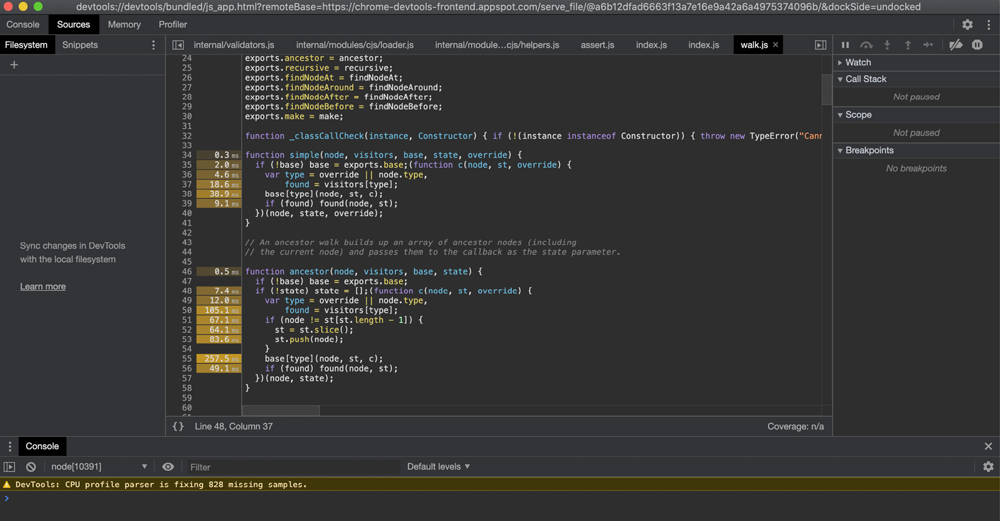 devtools://devtools/bundled/js_app.html?remoteBase=https://chrome-devtools-frontend.appspot.com/serve_file/@a6b12dfad6663f13a7e16e9a42a6a4975374096b/&dockSide=undocked
Console Sources Memory Profiler
Filesystem Snippets
internal/validators.js internal/modules/cjs/loader.js internal/module...cjs/helpers.js assert.js index.js index.js walk.js ×
+
Sync changes in DevTools
with the local filesystem
Learn more
24 exports.ancestor = ancestor;
25 exports.recursive = recursive;
26 exports.findNodeAt = findNodeAt;
27 exports.findNodeAround = findNodeAround;
28 exports.findNodeAfter = findNodeAfter;
29 exports.findNodeBefore = findNodeBefore;
30 exports.make = make;
31
32 function _classCallCheck(instance, Constructor) { if (!(instance instanceof Constructor)) { throw new TypeError("Cann
33
34 0.3 ms function simple(node, visitors, base, state, override) {
35 2.0 ms if (!base) base = exports.base;(function c(node, st, override) {
36 4.6 ms var type = override || node.type,
37 18.6 ms found = visitors[type];
38 38.9 ms base[type](node, st, c);
39 9.1 ms if (found) found(node, st);
40 })(node, state, override);
41 }
42
43 // An ancestor walk builds up an array of ancestor nodes (including
44 // the current node) and passes them to the callback as the state parameter.
45
46 0.5 ms function ancestor(node, visitors, base, state) {
47 if (!base) base = exports.base;
48 7.4 ms if (!state) state = [];(function c(node, st, override) {
49 12.0 ms var type = override || node.type,
50 105.1 ms found = visitors[type];
51 67.1 ms if (node != st[st.length - 1]) {
52 64.1 ms st = st.slice();
53 83.6 ms st.push(node);
54 }
55 257.5 ms base[type](node, st, c);
56 49.1 ms if (found) found(node, st);
57 })(node, state);
58 }
59
60
61
{} Line 48, Column 37 Coverage: n/a
Watch
Call Stack
Not paused
Scope
Not paused
Breakpoints
No breakpoints
Console
node[10391] Filter Default levels
DevTools: CPU profile parser is fixing 828 missing samples.
>